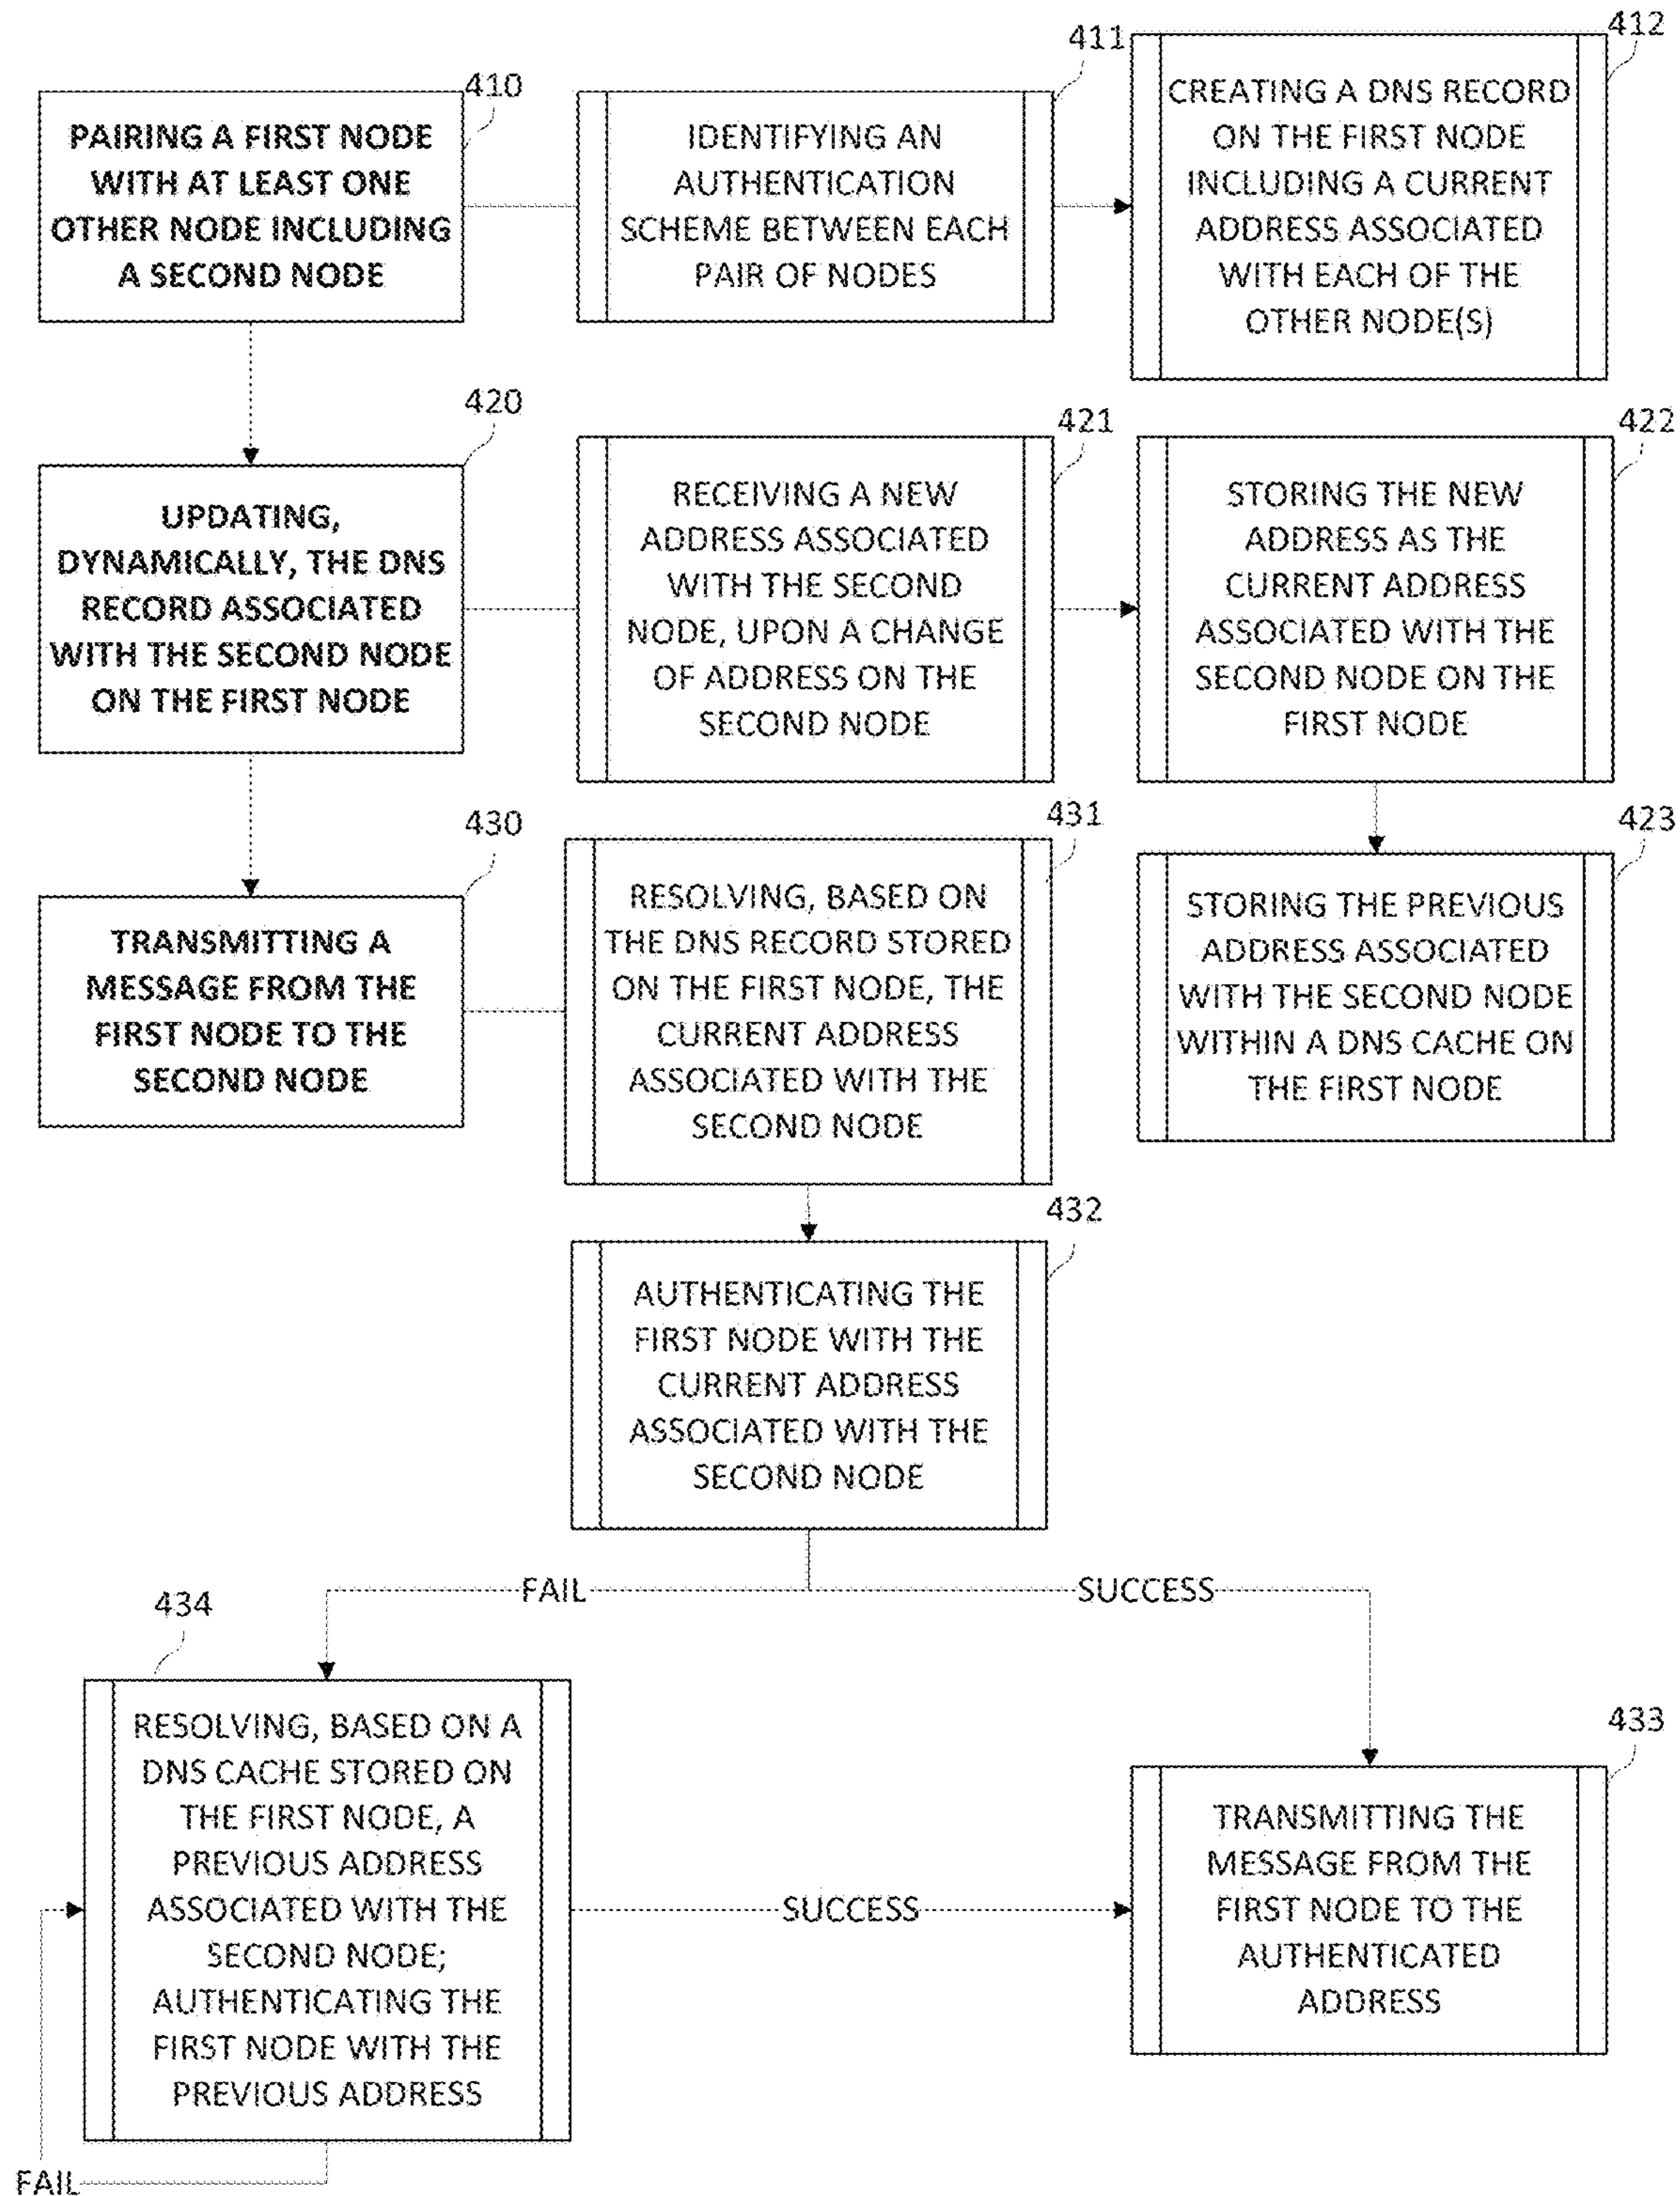 410
PAIRING A FIRST NODE
WITH AT LEAST ONE
OTHER NODE INCLUDING
A SECOND NODE
411
IDENTIFYING AN
AUTHENTICATION
SCHEME BETWEEN EACH
PAIR OF NODES
412
CREATING A DNS RECORD
ON THE FIRST NODE
INCLUDING A CURRENT
ADDRESS ASSOCIATED
WITH EACH OF THE
OTHER NODE(S)
420
UPDATING,
DYNAMICALLY, THE DNS
RECORD ASSOCIATED
WITH THE SECOND NODE
ON THE FIRST NODE
421
RECEIVING A NEW
ADDRESS ASSOCIATED
WITH THE SECOND
NODE, UPON A CHANGE
OF ADDRESS ON THE
SECOND NODE
422
STORING THE NEW
ADDRESS AS THE
CURRENT ADDRESS
ASSOCIATED WITH THE
SECOND NODE ON THE
FIRST NODE
423
STORING THE PREVIOUS
ADDRESS ASSOCIATED
WITH THE SECOND NODE
WITHIN A DNS CACHE ON
THE FIRST NODE
430
TRANSMITTING A
MESSAGE FROM THE
FIRST NODE TO THE
SECOND NODE
431
RESOLVING, BASED ON
THE DNS RECORD STORED
ON THE FIRST NODE, THE
CURRENT ADDRESS
ASSOCIATED WITH THE
SECOND NODE
432
AUTHENTICATING THE
FIRST NODE WITH THE
CURRENT ADDRESS
ASSOCIATED WITH THE
SECOND NODE
FAIL
SUCCESS
434
RESOLVING, BASED ON A
DNS CACHE STORED ON
THE FIRST NODE, A
PREVIOUS ADDRESS
ASSOCIATED WITH THE
SECOND NODE;
AUTHENTICATING THE
FIRST NODE WITH THE
PREVIOUS ADDRESS
SUCCESS
433
TRANSMITTING THE
MESSAGE FROM THE
FIRST NODE TO THE
AUTHENTICATED
ADDRESS
FAIL